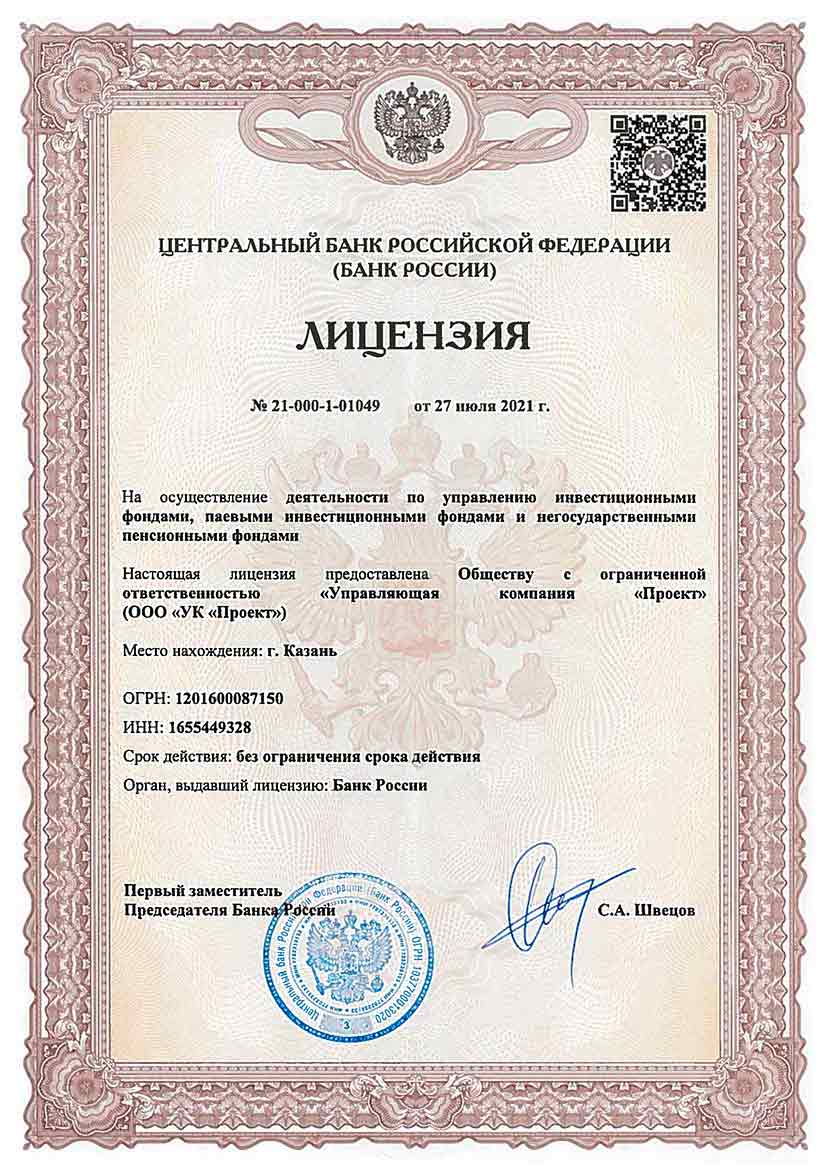 ЦЕНТРАЛЬНЫЙ БАНК РОССИЙСКОЙ ФЕДЕРАЦИИ
(БАНК РОССИИ)
ЛИЦЕНЗИЯ
№ 21-000-1-01049 от 27 июля 2021 г.
На осуществление деятельности по управлению инвестиционными
фондами, паевыми инвестиционными фондами и негосударственными
пенсионными фондами
Настоящая лицензия предоставлена Обществу с ограниченной
ответственностью «Управляющая компания «Проект»
(ООО «УК «Проект»)
Место нахождения: г. Казань
ОГРН: 1201600087150
ИНН: 1655449328
Срок действия: без ограничения срока действия
Орган, выдавший лицензию: Банк России
Первый заместитель
Председателя Банка России
С.А. Швецов
Центральный банк Российской Федерации (Банк России) ОГРН 1037700013020
3